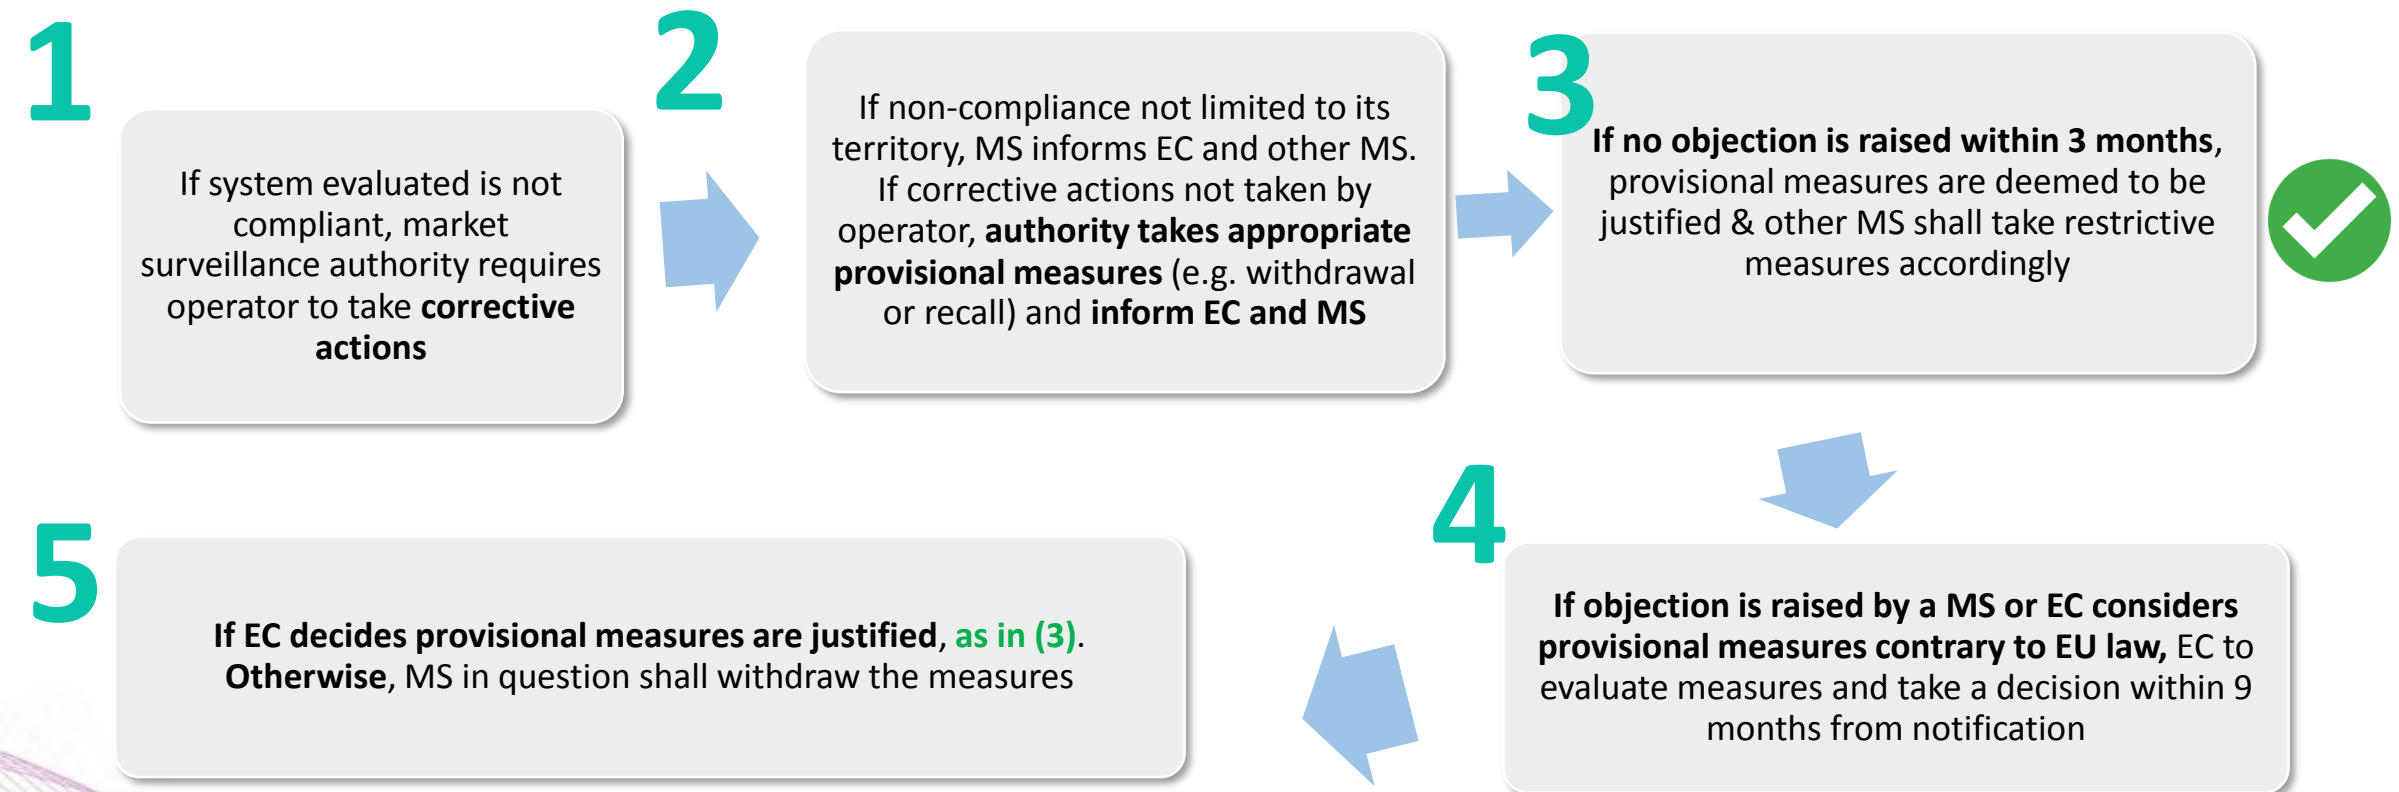 1
If system evaluated is not
compliant, market
surveillance authority requires
operator to take corrective
actions
2
If non-compliance not limited to its
territory, MS informs EC and other MS.
If corrective actions not taken by
operator, authority takes appropriate
provisional measures (e.g. withdrawal
or recall) and inform EC and MS
3
If no objection is raised within 3 months,
provisional measures are deemed to be
justified & other MS shall take restrictive
measures accordingly
4
If objection is raised by a MS or EC considers
provisional measures contrary to EU law, EC to
evaluate measures and take a decision within 9
months from notification
5
If EC decides provisional measures are justified, as in (3).
Otherwise, MS in question shall withdraw the measures